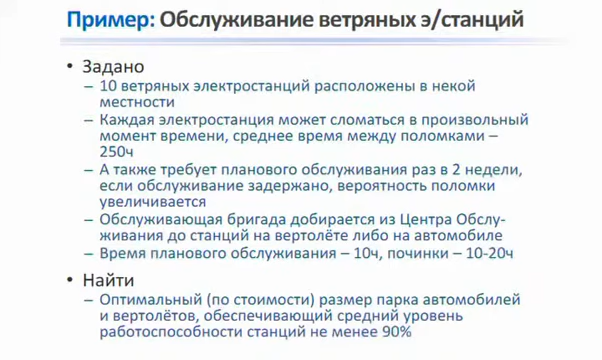 Пример: Обслуживание ветряных э/станций
• Задано
– 10 ветряных электростанций расположены в некой
местности
– Каждая электростанция может сломаться в произвольный
момент времени, среднее время между поломками –
250ч
– А также требует планового обслуживания раз в 2 недели,
если обслуживание задержано, вероятность поломки
увеличивается
– Обслуживающая бригада добирается из Центра Обслу-
живания до станций на вертолёте либо на автомобиле
– Время планового обслуживания – 10ч, починки – 10-20ч
• Найти
– Оптимальный (по стоимости) размер парка автомобилей
и вертолётов, обеспечивающий средний уровень
работоспособности станций не менее 90%